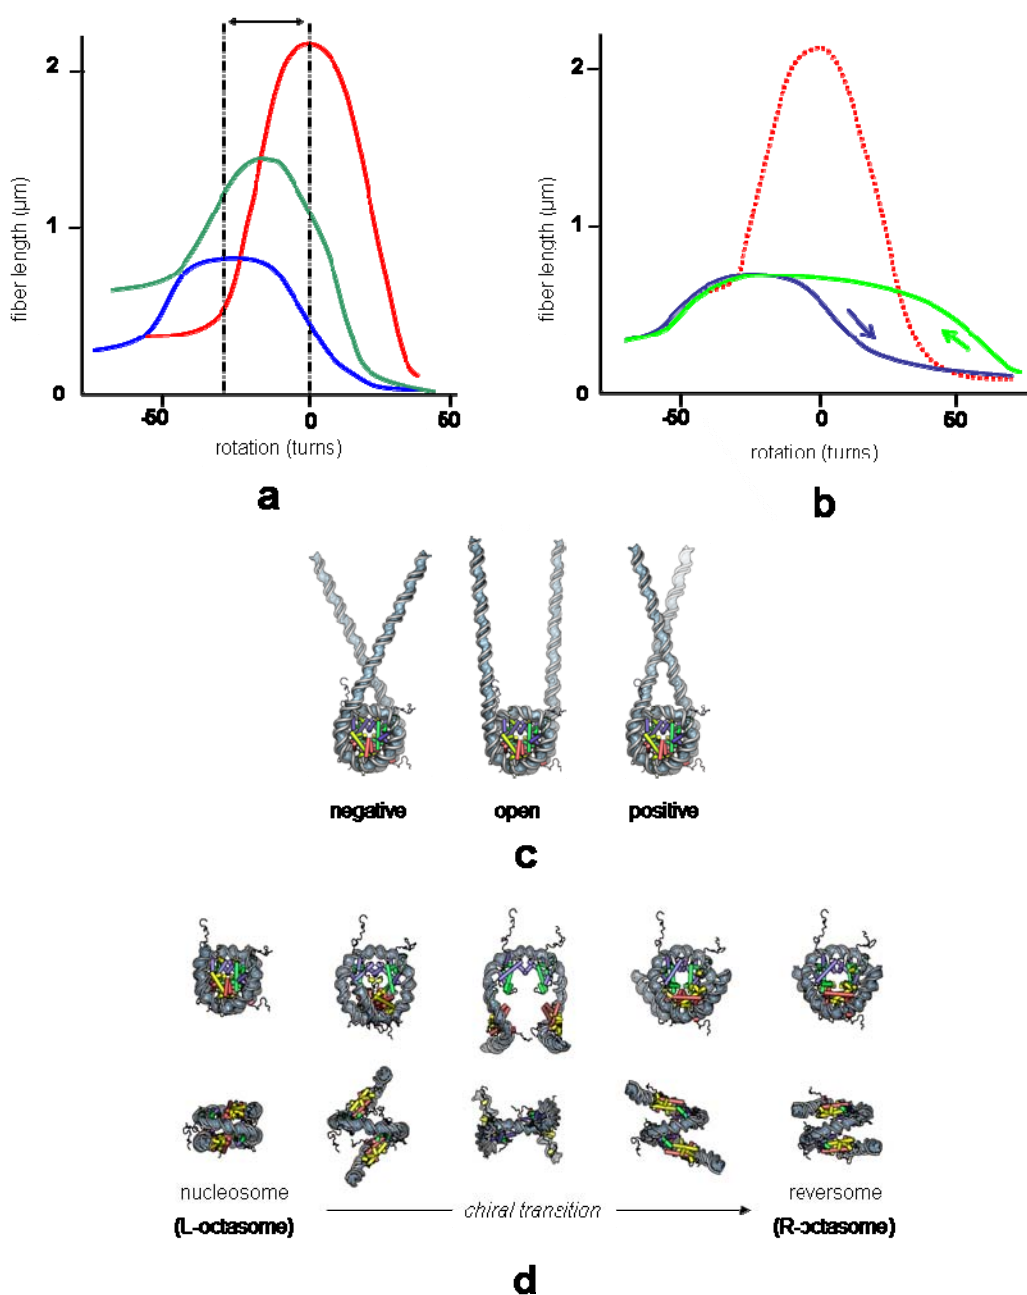 2
1
0
fiber length (µm)
-50
0
50
rotation (turns)
a
2
1
0
fiber length (µm)
-50
0
50
rotation (turns)
b
negative
open
positive
c
nucleosome
(L-octasome)
chiral transition
reversome
(R-octasome)
d